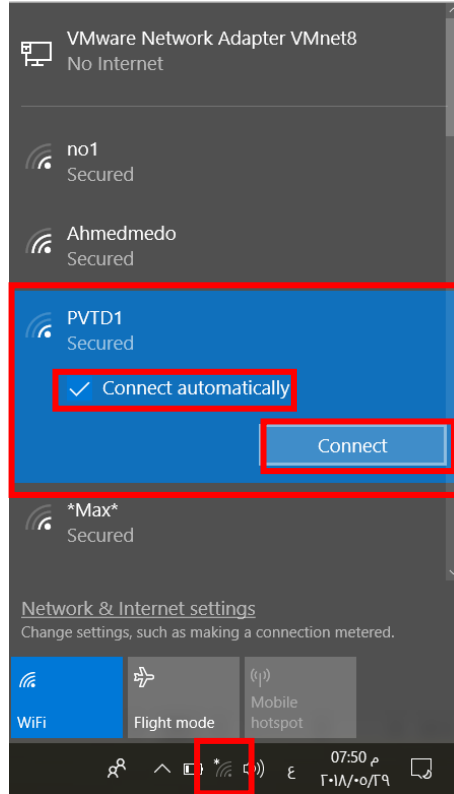 VMware Network Adapter VMnet8
No Internet
no1
Secured
Ahmedmedo
Secured
PVTD1
Secured
Connect automatically
Connect
*Max*
Secured
Network & Internet settings
Change settings, such as making a connection metered.
WiFi
Flight mode
Mobile
hotspot
ع
07:50 م
٢٠١٨/٠٥/٢٩